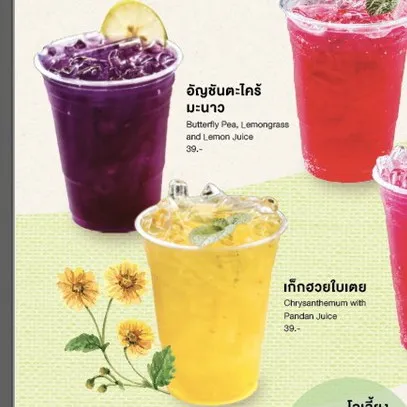 อัญชันตะไคร้
มะนาว
Butterfly Pea, Lemongrass
and Lemon Juice
39.-
เก็กฮวยใบเตย
Chrysanthemum with
Pandan Juice
39.-